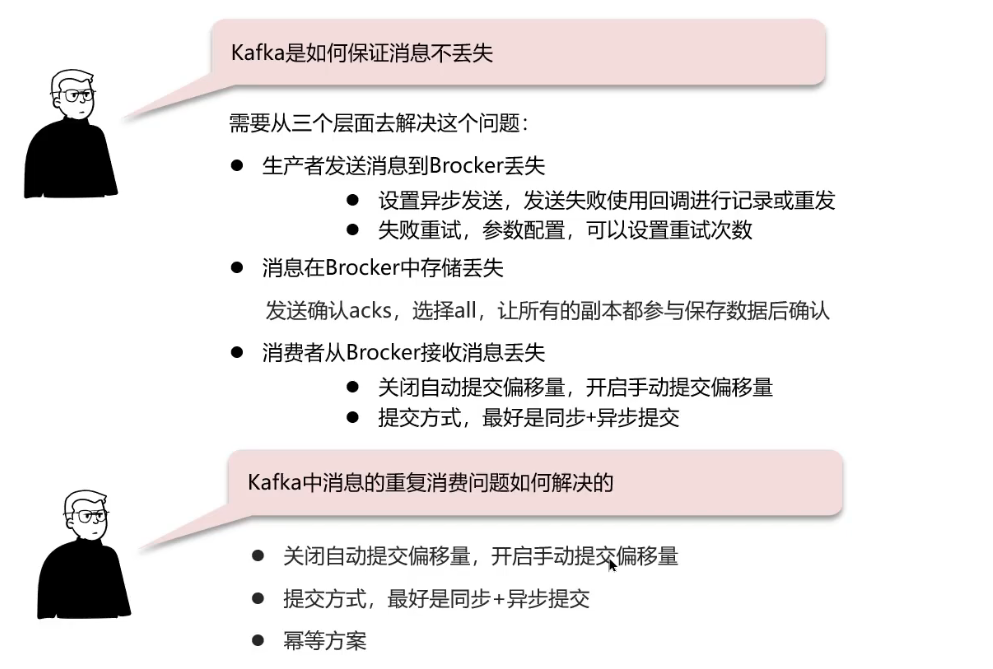 Kafka是如何保证消息不丢失
需要从三个层面去解决这个问题：
● 生产者发送消息到Brocker丢失
● 设置异步发送，发送失败使用回调进行记录或重发
● 失败重试，参数配置，可以设置重试次数
● 消息在Brocker中存储丢失
发送确认acks，选择all，让所有的副本都参与保存数据后确认
● 消费者从Brocker接收消息丢失
● 关闭自动提交偏移量，开启手动提交偏移量
● 提交方式，最好是同步+异步提交
Kafka中消息的重复消费问题如何解决的
● 关闭自动提交偏移量，开启手动提交偏移量
● 提交方式，最好是同步+异步提交
● 幂等方案